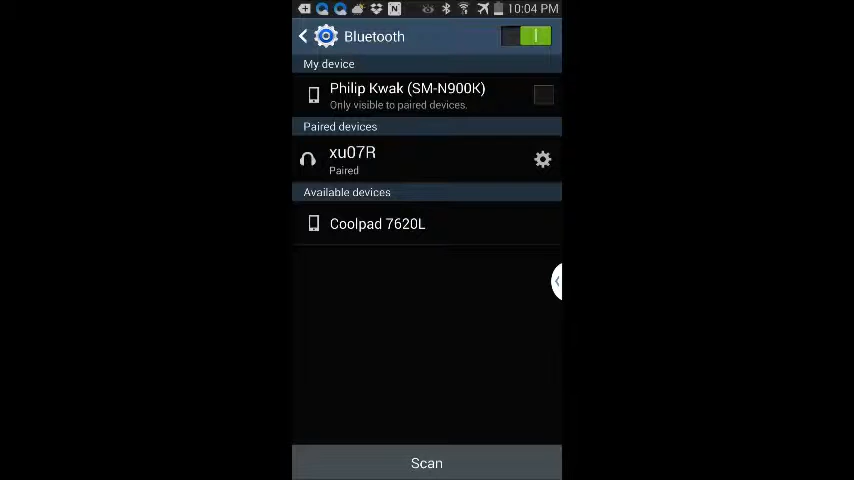 10:04 PM
Bluetooth
My device
Philip Kwak (SM-N900K)
Only visible to paired devices.
Paired devices
xu07R
Paired
Available devices
Coolpad 7620L
Scan